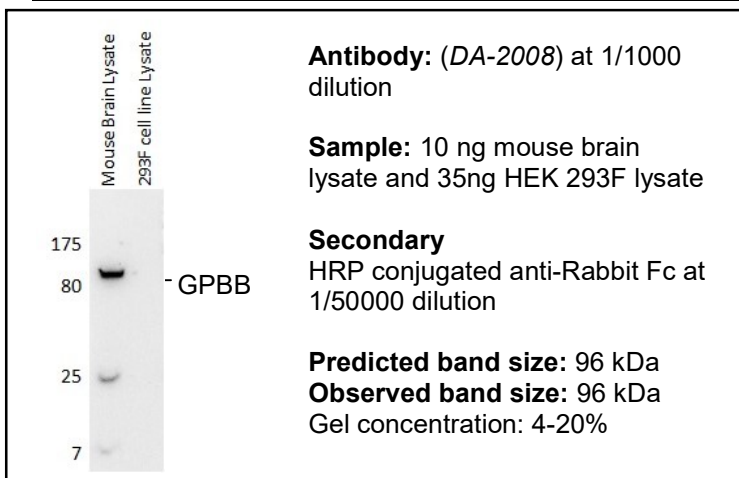 Mouse Brain Lysate
293F cell line Lysate
175
80
25
7
- GPBB
Antibody: (DA-2008) at 1/1000
dilution
Sample: 10 ng mouse brain
lysate and 35ng HEK 293F lysate
Secondary
HRP conjugated anti-Rabbit Fc at
1/50000 dilution
Predicted band size: 96 kDa
Observed band size: 96 kDa
Gel concentration: 4-20%